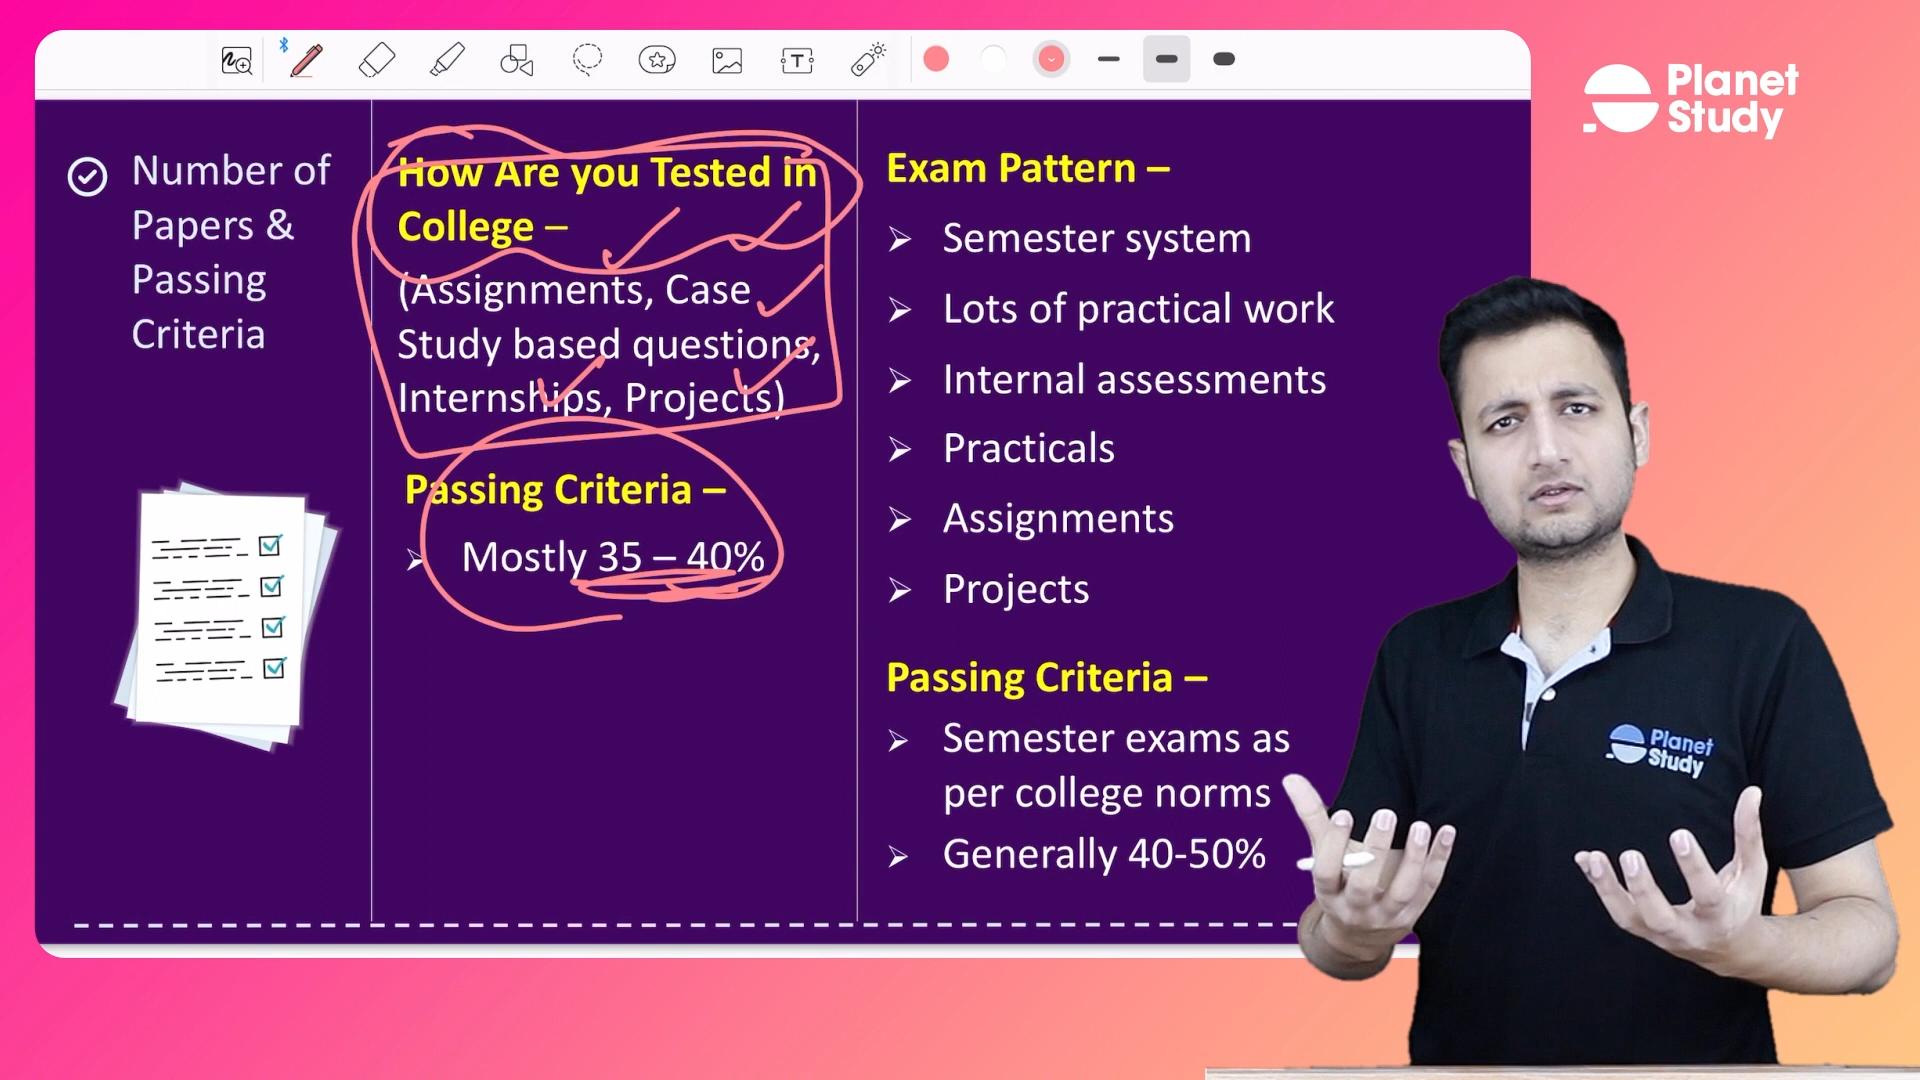 Number of
Papers &
Passing
Criteria
How Are you Tested in
College –
(Assignments, Case
Study based questions,
Internships, Projects)
Passing Criteria –
Mostly 35 – 40%
Exam Pattern –
Semester system
Lots of practical work
Internal assessments
Practicals
Assignments
Projects
Passing Criteria –
Semester exams as
per college norms
Generally 40-50%
Planet
Study
Planet
Study